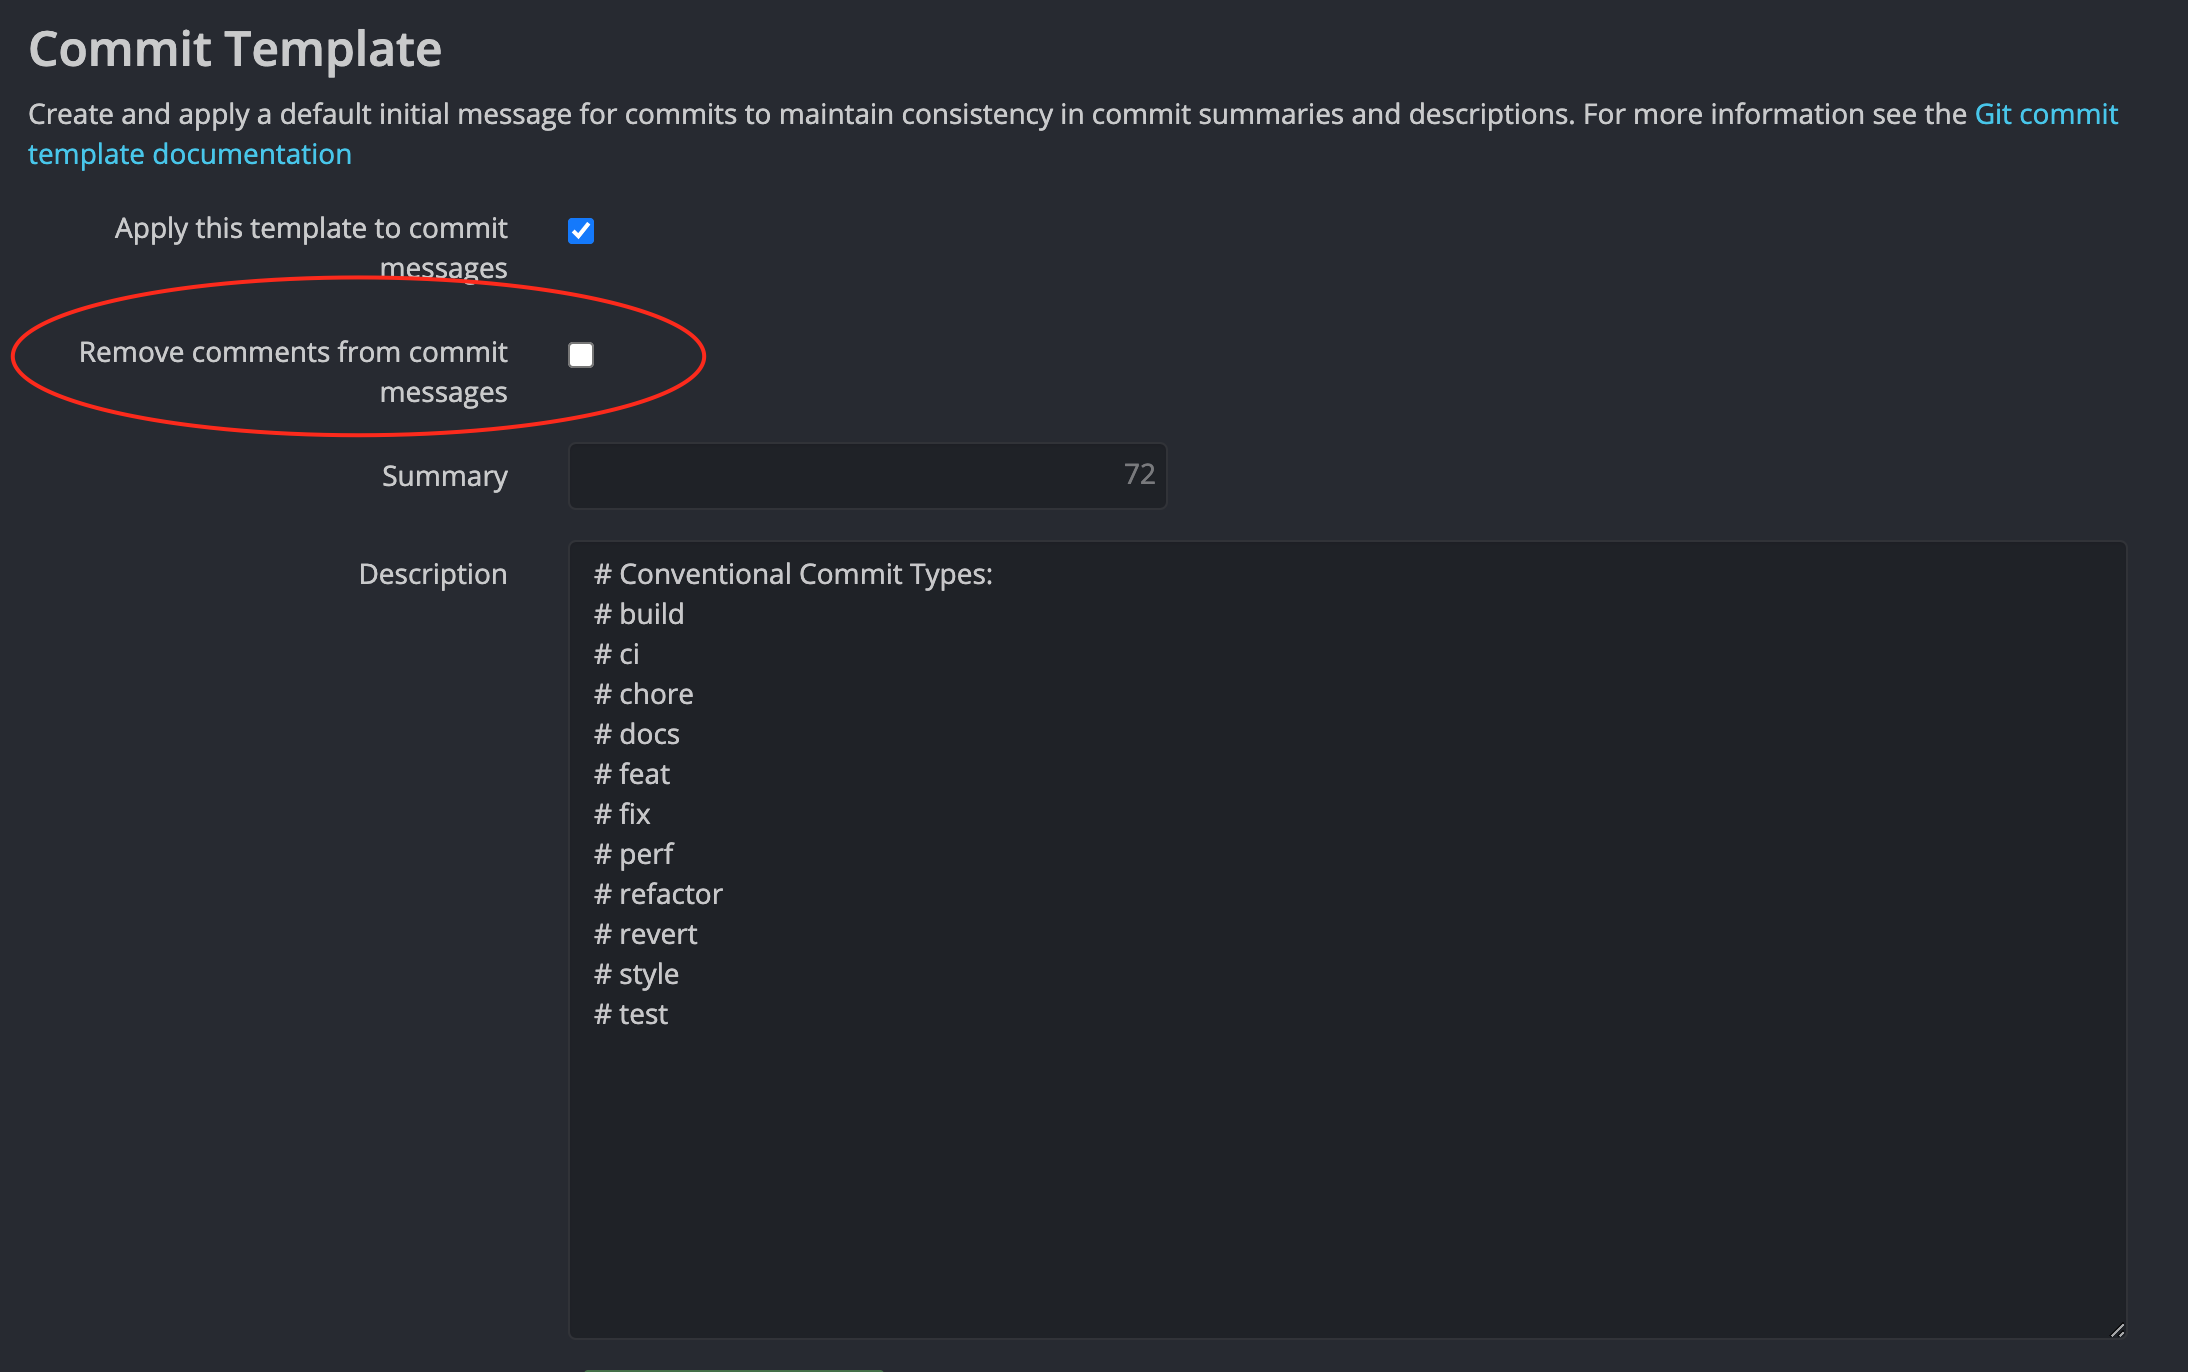 Commit Template
Create and apply a default initial message for commits to maintain consistency in commit summaries and descriptions. For more information see the Git commit
template documentation
Apply this template to commit
messages
Remove comments from commit
messages
Summary
72
Description
# Conventional Commit Types:
# build
# ci
# chore
# docs
# feat
# fix
# perf
# refactor
# revert
# style
# test